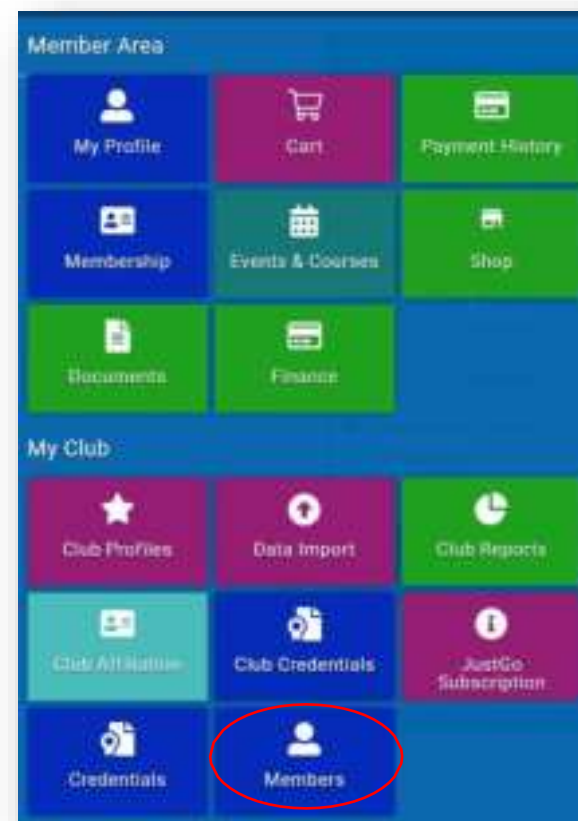 Member Area
My Profile
Cart
Payment History
Membership
Events & Courses
Shop
Documents
Finance
My Club
Club Profiles
Data Import
Club Reports
Club Affiliation
Club Credentials
JustGo
Subscription
Credentials
Members